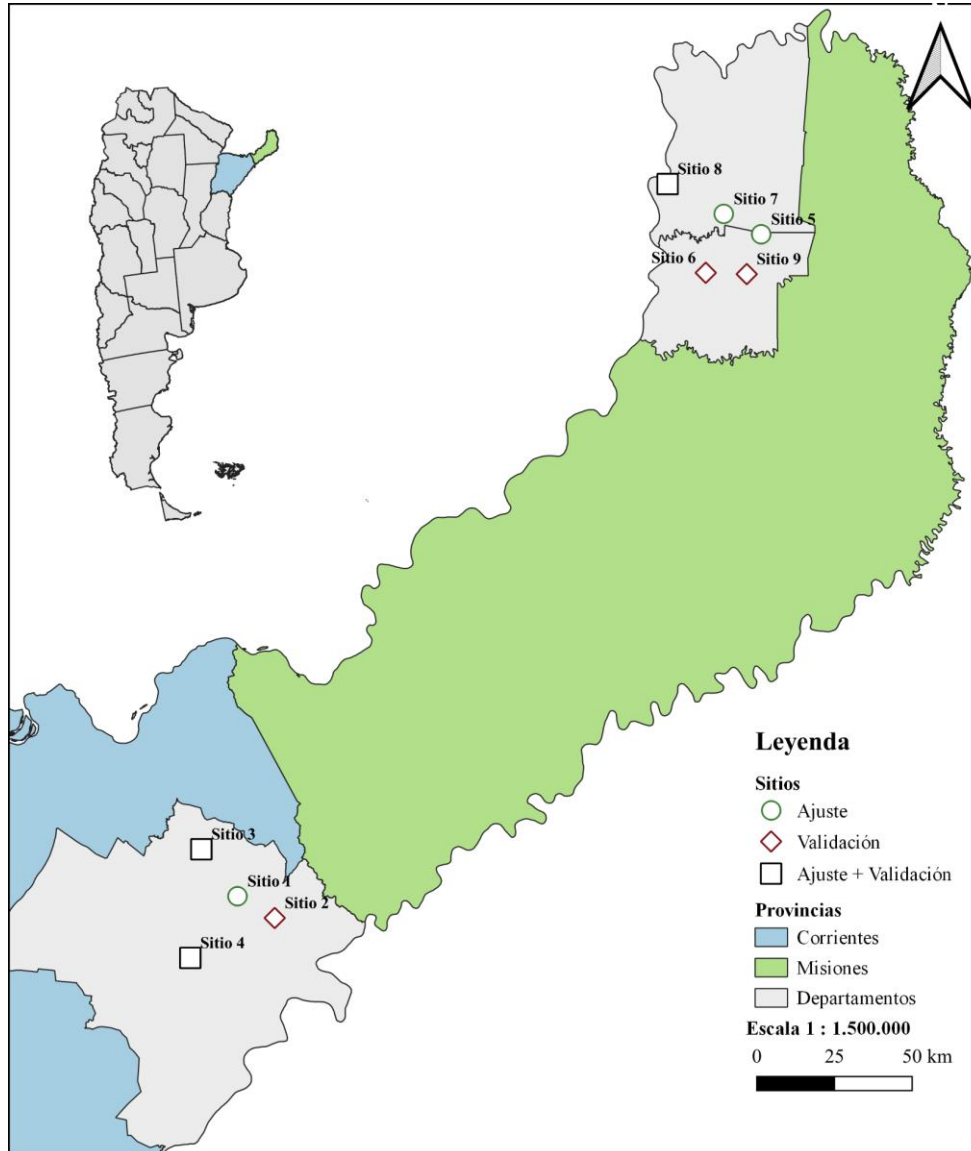 Sitio 8
Sitio 7
Sitio 5
Sitio 6
Sitio 9
Sitio 3
Sitio 1
Sitio 2
Sitio 4
Leyenda
Sitios
Ajuste
Validación
Ajuste + Validación
Provincias
Corrientes
Misiones
Departamentos
Escala 1 : 1.500.000
0 25 50 km